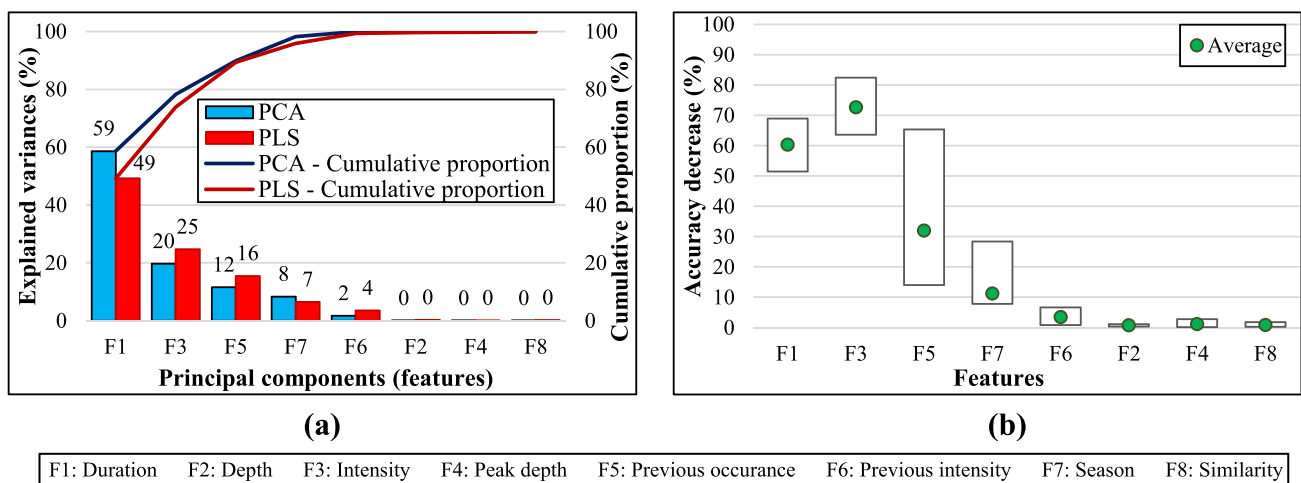 Explained variances (%)
100
80
60
40
20
0
59
49
20
25
12
16
8
7
2
4
0 0
0 0
0 0
PCA
PLS
PCA - Cumulative proportion
PLS - Cumulative proportion
100
80
60
40
20
0
Cumulative proportion (%)
F1 F3 F5 F7 F6 F2 F4 F8
Principal components (features)
(a)
Accuracy decrease (%)
100
90
80
70
60
50
40
30
20
10
0
Average
F1 F3 F5 F7 F6 F2 F4 F8
Features
(b)
F1: Duration F2: Depth F3: Intensity F4: Peak depth F5: Previous occurance F6: Previous intensity F7: Season F8: Similarity